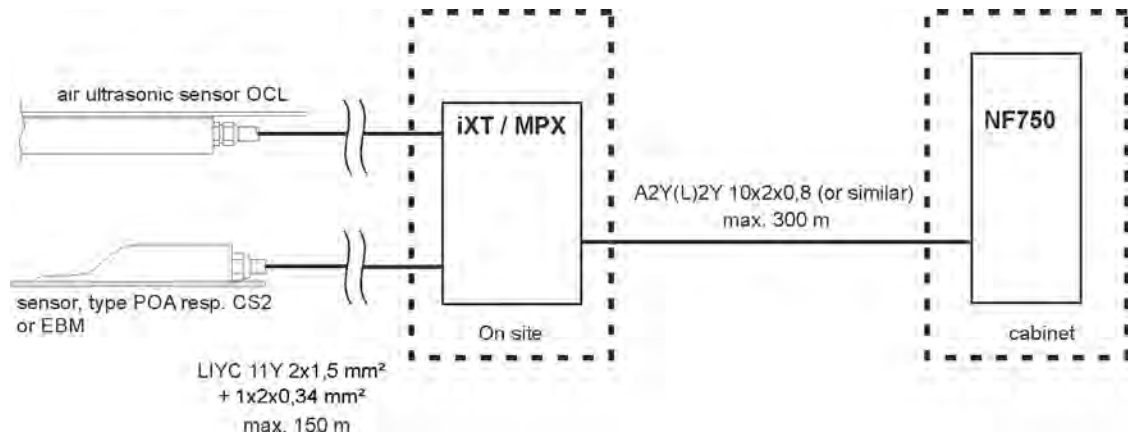 air ultrasonic sensor OCL
iXT / MPX
NF750
A2Y(L)2Y 10x2x0,8 (or similar)
max. 300 m
sensor, type POA resp. CS2
or EBM
On site
cabinet
LIYC 11Y 2x1,5 mm²
+ 1x2x0,34 mm²
max. 150 m